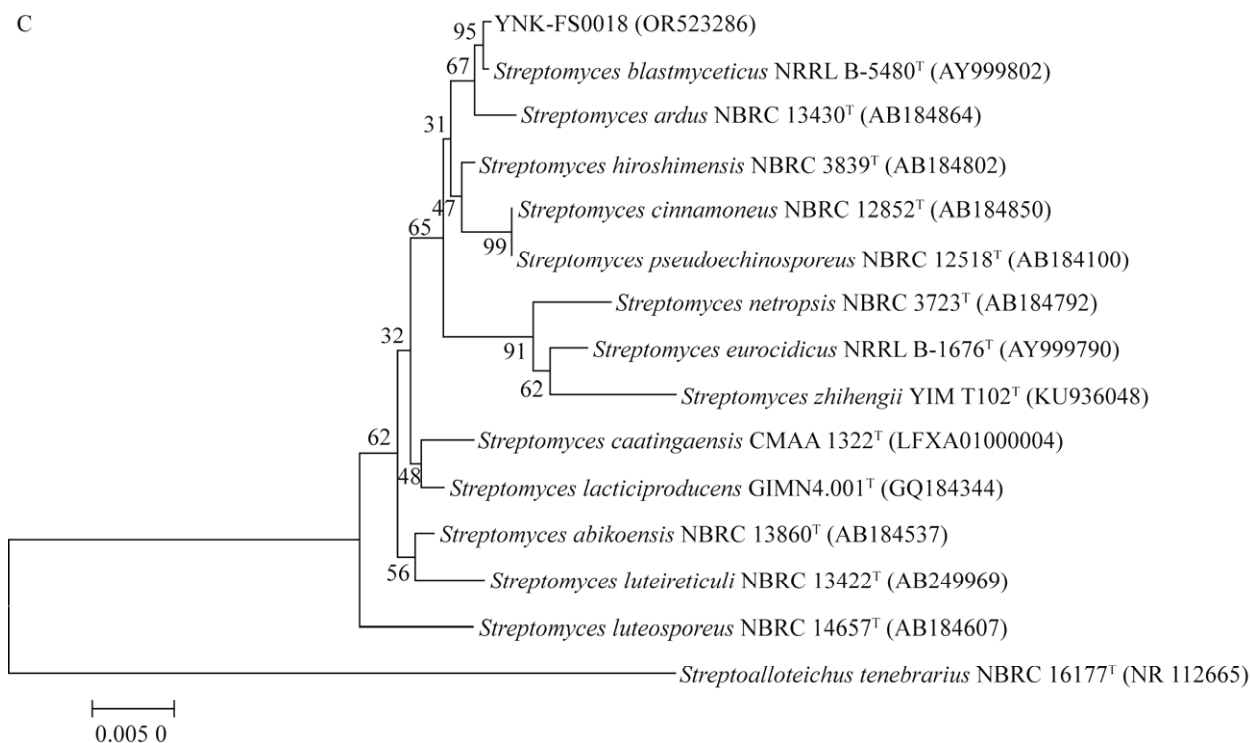 C
YNK-FS0018 (OR523286)
95
Streptomyces blastmyceticus NRRL B-5480ᵀ (AY999802)
67
Streptomyces ardus NBRC 13430ᵀ (AB184864)
31
Streptomyces hiroshimensis NBRC 3839ᵀ (AB184802)
47
Streptomyces cinnamoneus NBRC 12852ᵀ (AB184850)
65
99
Streptomyces pseudoechinosporeus NBRC 12518ᵀ (AB184100)
Streptomyces netropsis NBRC 3723ᵀ (AB184792)
32
91
Streptomyces eurocidicus NRRL B-1676ᵀ (AY999790)
62
Streptomyces zhihengii YIM T102ᵀ (KU936048)
62
Streptomyces caatingaensis CMAA 1322ᵀ (LFXA01000004)
48
Streptomyces lacticiproducens GIMN4.001ᵀ (GQ184344)
Streptomyces abikoensis NBRC 13860ᵀ (AB184537)
56
Streptomyces luteireticuli NBRC 13422ᵀ (AB249969)
Streptomyces luteosporeus NBRC 14657ᵀ (AB184607)
Streptoalloteichus tenebrarius NBRC 16177ᵀ (NR 112665)
0.005 0